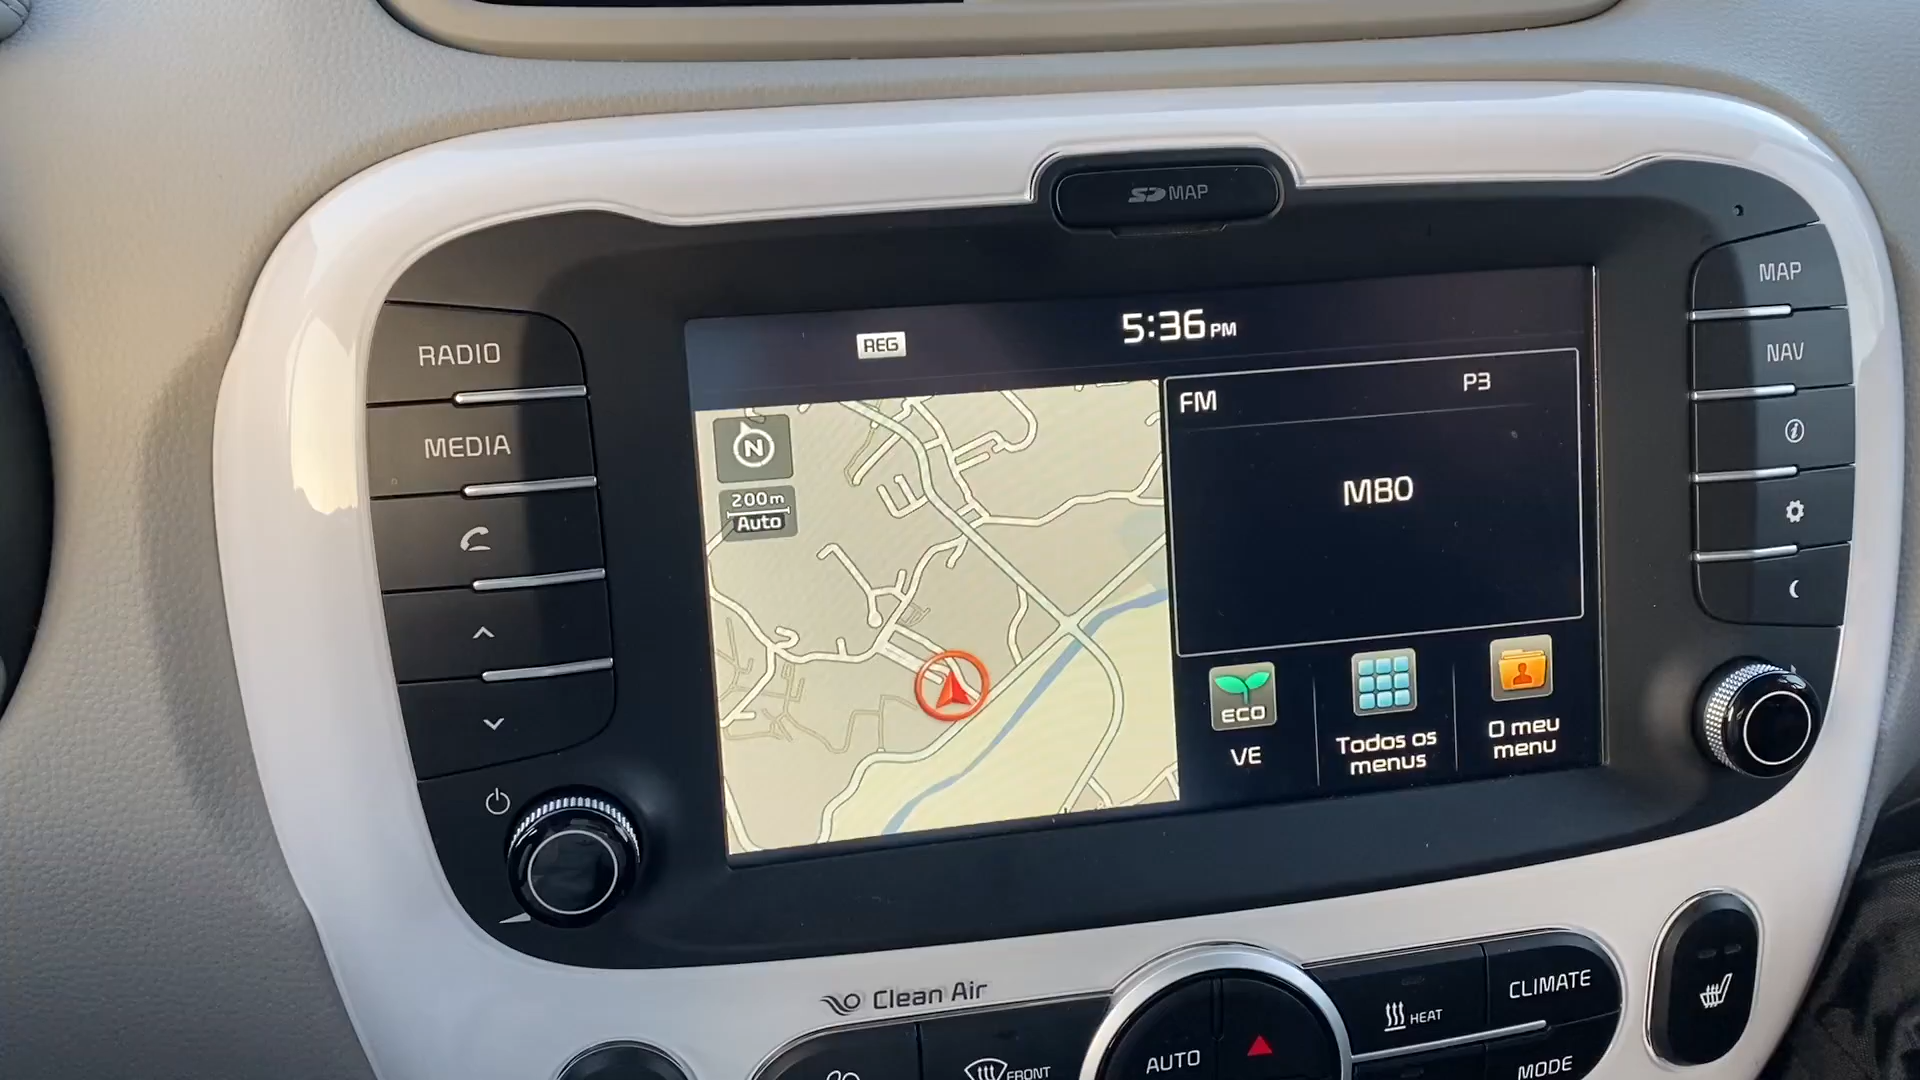 SD MAP
RADIO
MEDIA
MAP
NAV
REG
5:36 PM
N
200m
Auto
FM
P3
M80
ECO
VE
Todos os
menus
O meu
menu
Clean Air
FRONT
AUTO
HEAT
CLIMATE
MODE